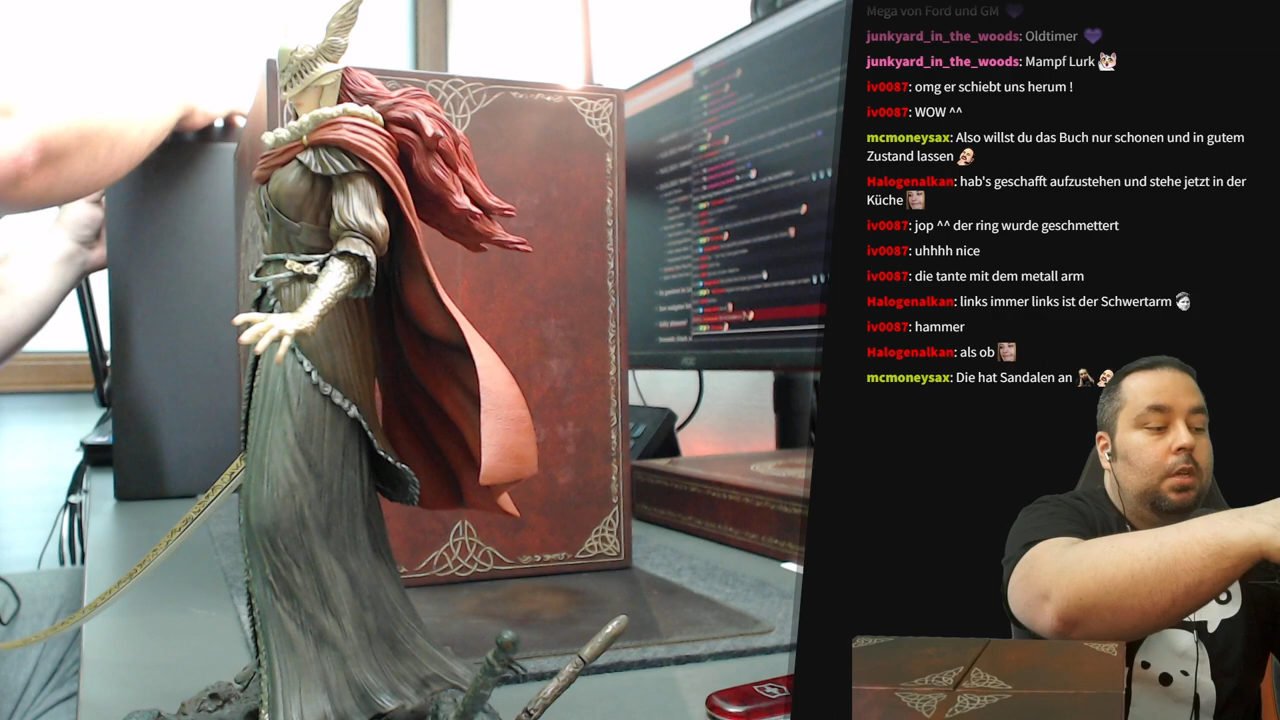 Mega von Ford und GM
junkyard_in_the_woods: Oldtimer
junkyard_in_the_woods: Mampf Lurk
iv0087: omg er schiebt uns herum !
iv0087: WOW ^^
mcmoneysax: Also willst du das Buch nur schonen und in gutem
Zustand lassen
Halogenalkan: hab's geschafft aufzustehen und stehe jetzt in der
Küche
iv0087: jop ^^ der ring wurde geschmettert
iv0087: uhhhh nice
iv0087: die tante mit dem metall arm
Halogenalkan: links immer links ist der Schwertarm
iv0087: hammer
Halogenalkan: als ob
mcmoneysax: Die hat Sandalen an